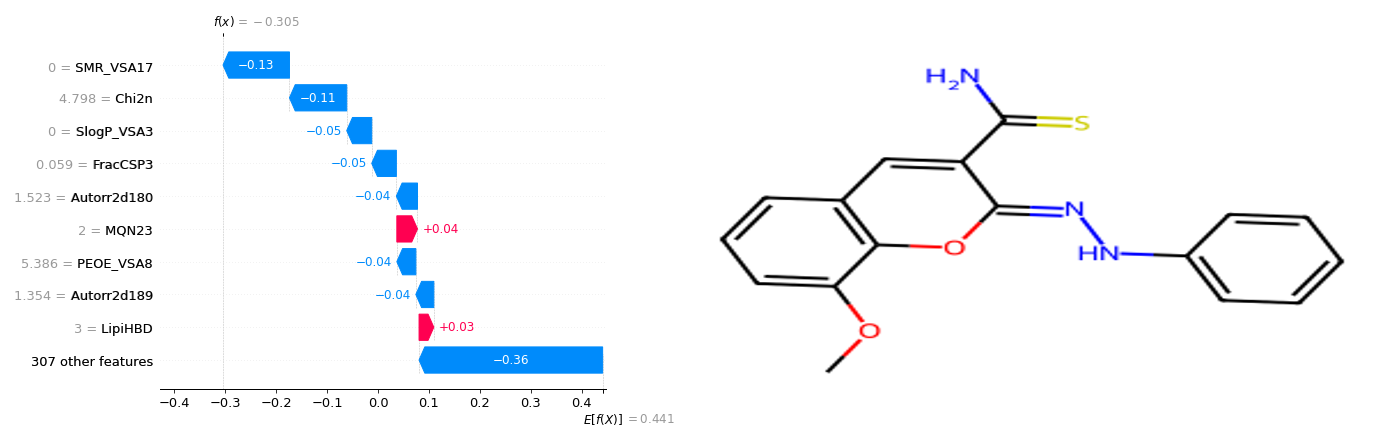 f(x) = −0.305
0 = SMR_VSA17
−0.13
4.798 = Chi2n
−0.11
0 = SlogP_VSA3
−0.05
0.059 = FracCSP3
−0.05
1.523 = Autorr2d180
−0.04
2 = MQN23
+0.04
5.386 = PEOE_VSA8
−0.04
1.354 = Autorr2d189
−0.04
3 = LipiHBD
+0.03
307 other features
−0.36
−0.4 −0.3 −0.2 −0.1 0.0 0.1 0.2 0.3 0.4
E[f(X)] = 0.441
H₂N
S
N
O
HN
O